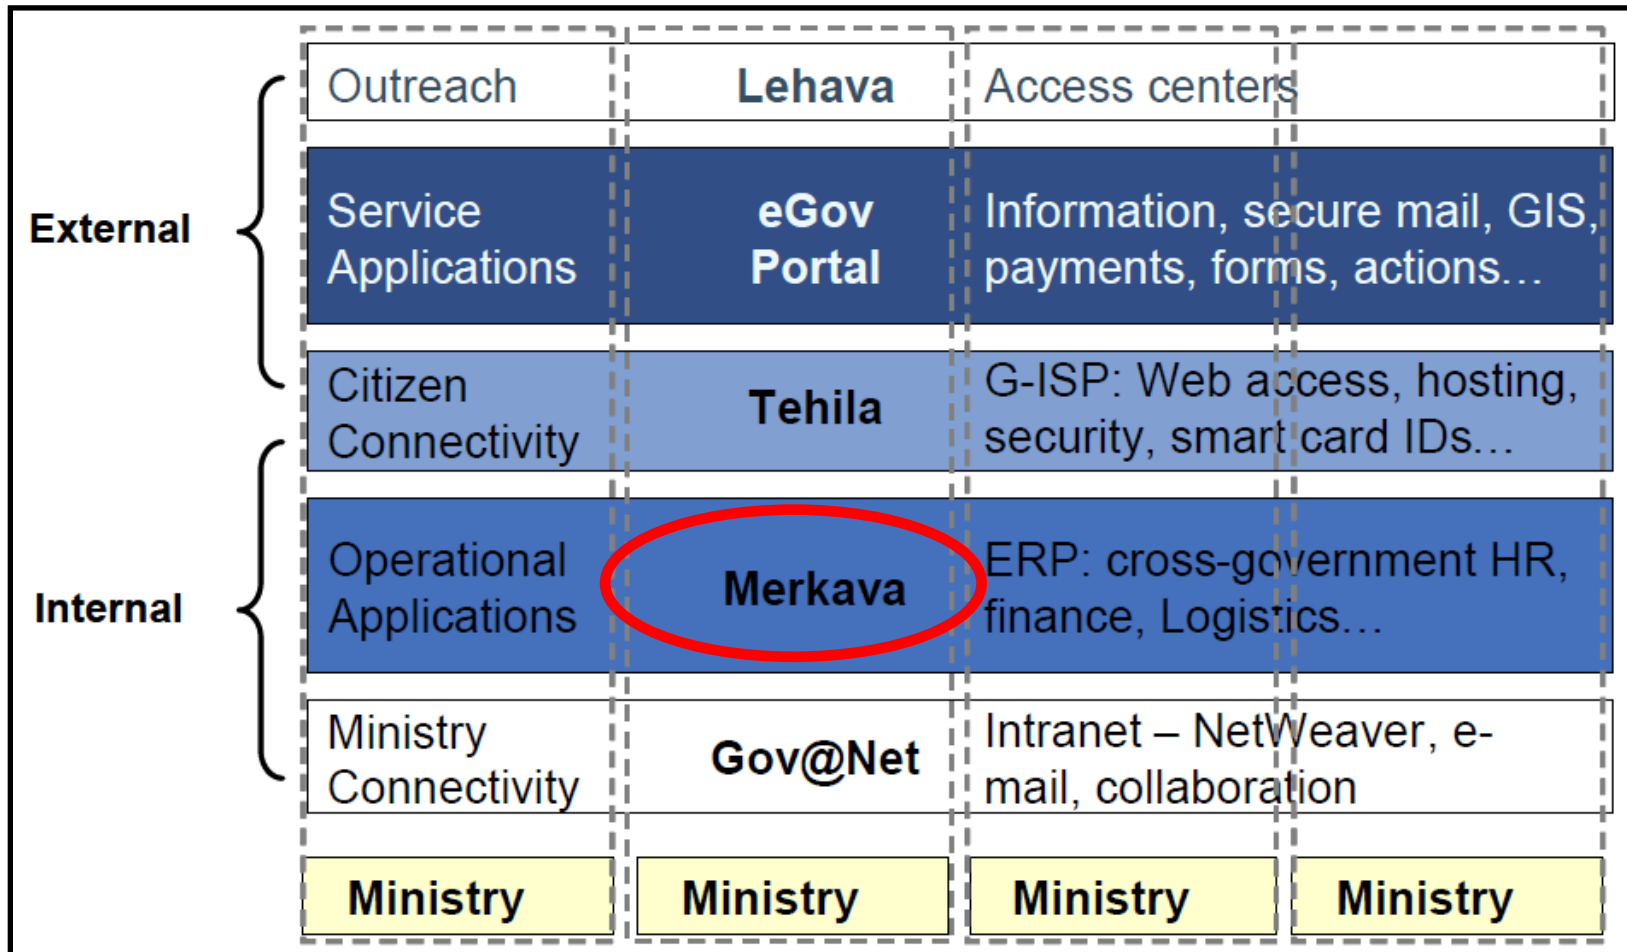 Outreach
Lehava
Access centers
External
Service
Applications
eGov
Portal
Information, secure mail, GIS,
payments, forms, actions…
Citizen
Connectivity
Tehila
G-ISP: Web access, hosting,
security, smart card IDs…
Internal
Operational
Applications
Merkava
ERP: cross-government HR,
finance, Logistics…
Ministry
Connectivity
Gov@Net
Intranet – NetWeaver, e-
mail, collaboration
Ministry
Ministry
Ministry
Ministry